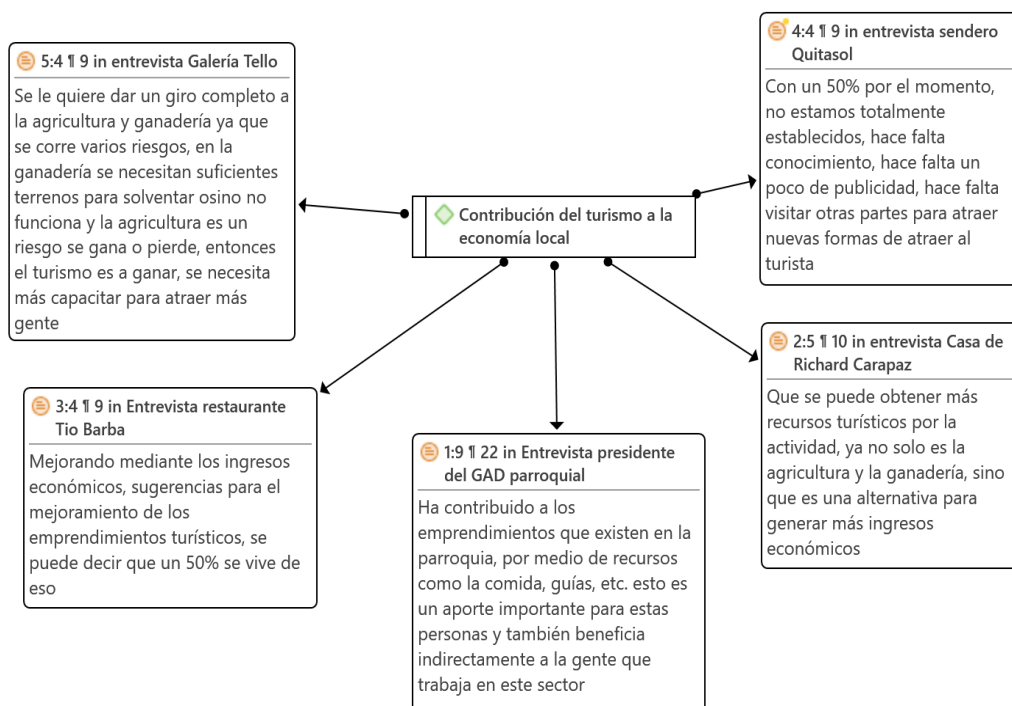 5:4 ¶ 9 in entrevista Galería Tello
Se le quiere dar un giro completo a
la agricultura y ganadería ya que
se corre varios riesgos, en la
ganadería se necesitan suficientes
terrenos para solventar osino no
funciona y la agricultura es un
riesgo se gana o pierde, entonces
el turismo es a ganar, se necesita
más capacitar para atraer más
gente
4:4 ¶ 9 in entrevista sendero
Quitasol
Con un 50% por el momento,
no estamos totalmente
establecidos, hace falta
conocimiento, hace falta un
poco de publicidad, hace falta
visitar otras partes para atraer
nuevas formas de atraer al
turista
Contribución del turismo a la
economía local
3:4 ¶ 9 in Entrevista restaurante
Tio Barba
Mejorando mediante los ingresos
económicos, sugerencias para el
mejoramiento de los
emprendimientos turísticos, se
puede decir que un 50% se vive de
eso
1:9 ¶ 22 in Entrevista presidente
del GAD parroquial
Ha contribuido a los
emprendimientos que existen en la
parroquia, por medio de recursos
como la comida, guías, etc. esto es
un aporte importante para estas
personas y también beneficia
indirectamente a la gente que
trabaja en este sector
2:5 ¶ 10 in entrevista Casa de
Richard Carapaz
Que se puede obtener más
recursos turísticos por la
actividad, ya no solo es la
agricultura y la ganadería, sino
que es una alternativa para
generar más ingresos
económicos